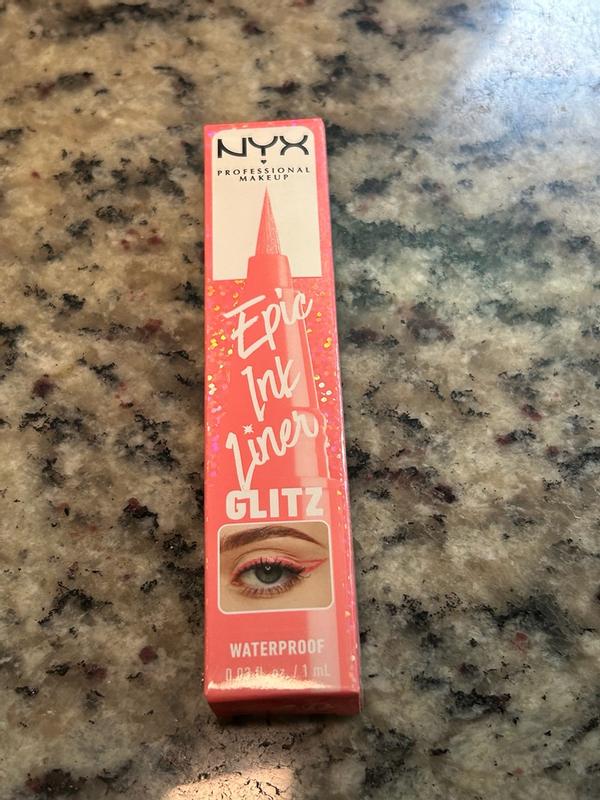 NYX
PROFESSIONAL
MAKEUP
Epic
Ink
Liner
GLITZ
WATERPROOF
0.03 fl. oz. / 1 mL